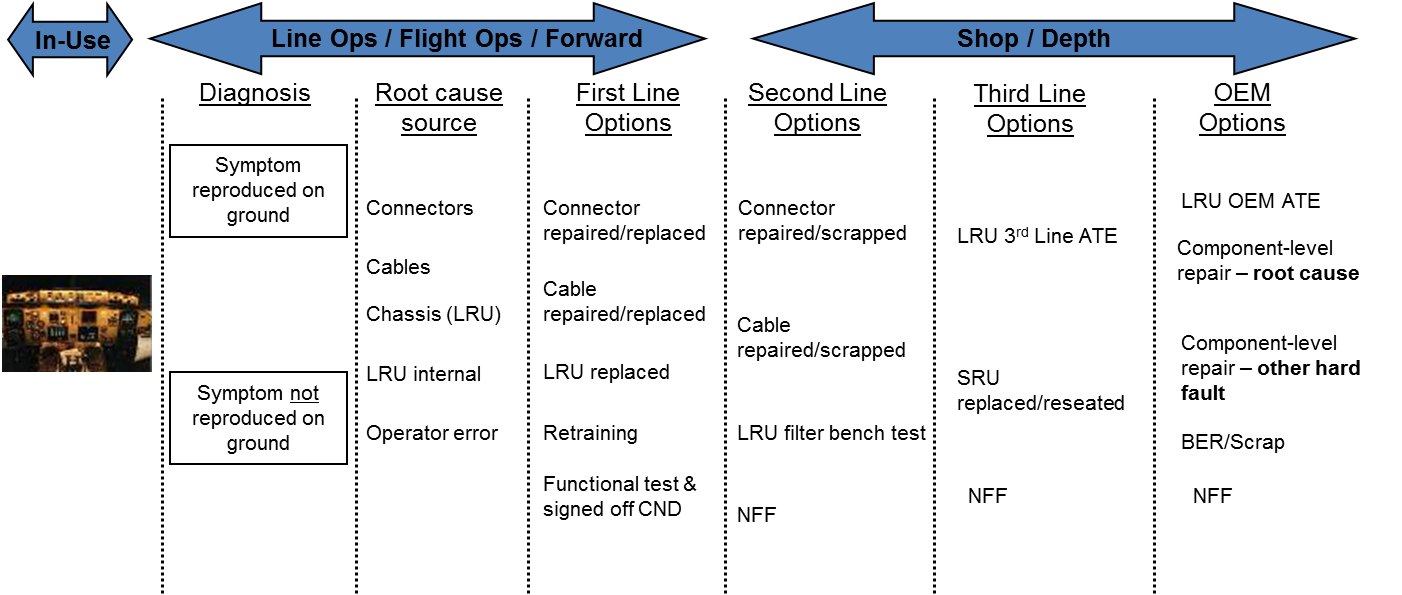 In-Use
Line Ops / Flight Ops / Forward
Shop / Depth
Diagnosis
Symptom
reproduced on
ground
Symptom not
reproduced on
ground
Root cause
source
Connectors
Cables
Chassis (LRU)
LRU internal
Operator error
First Line
Options
Connector
repaired/replaced
Cable
repaired/replaced
LRU replaced
Retraining
Functional test &
signed off CND
Second Line
Options
Connector
repaired/scrapped
Cable
repaired/scrapped
LRU filter bench test
NFF
Third Line
Options
LRU 3rd Line ATE
SRU
replaced/reseated
NFF
OEM
Options
LRU OEM ATE
Component-level
repair – root cause
Component-level
repair – other hard
fault
BER/Scrap
NFF